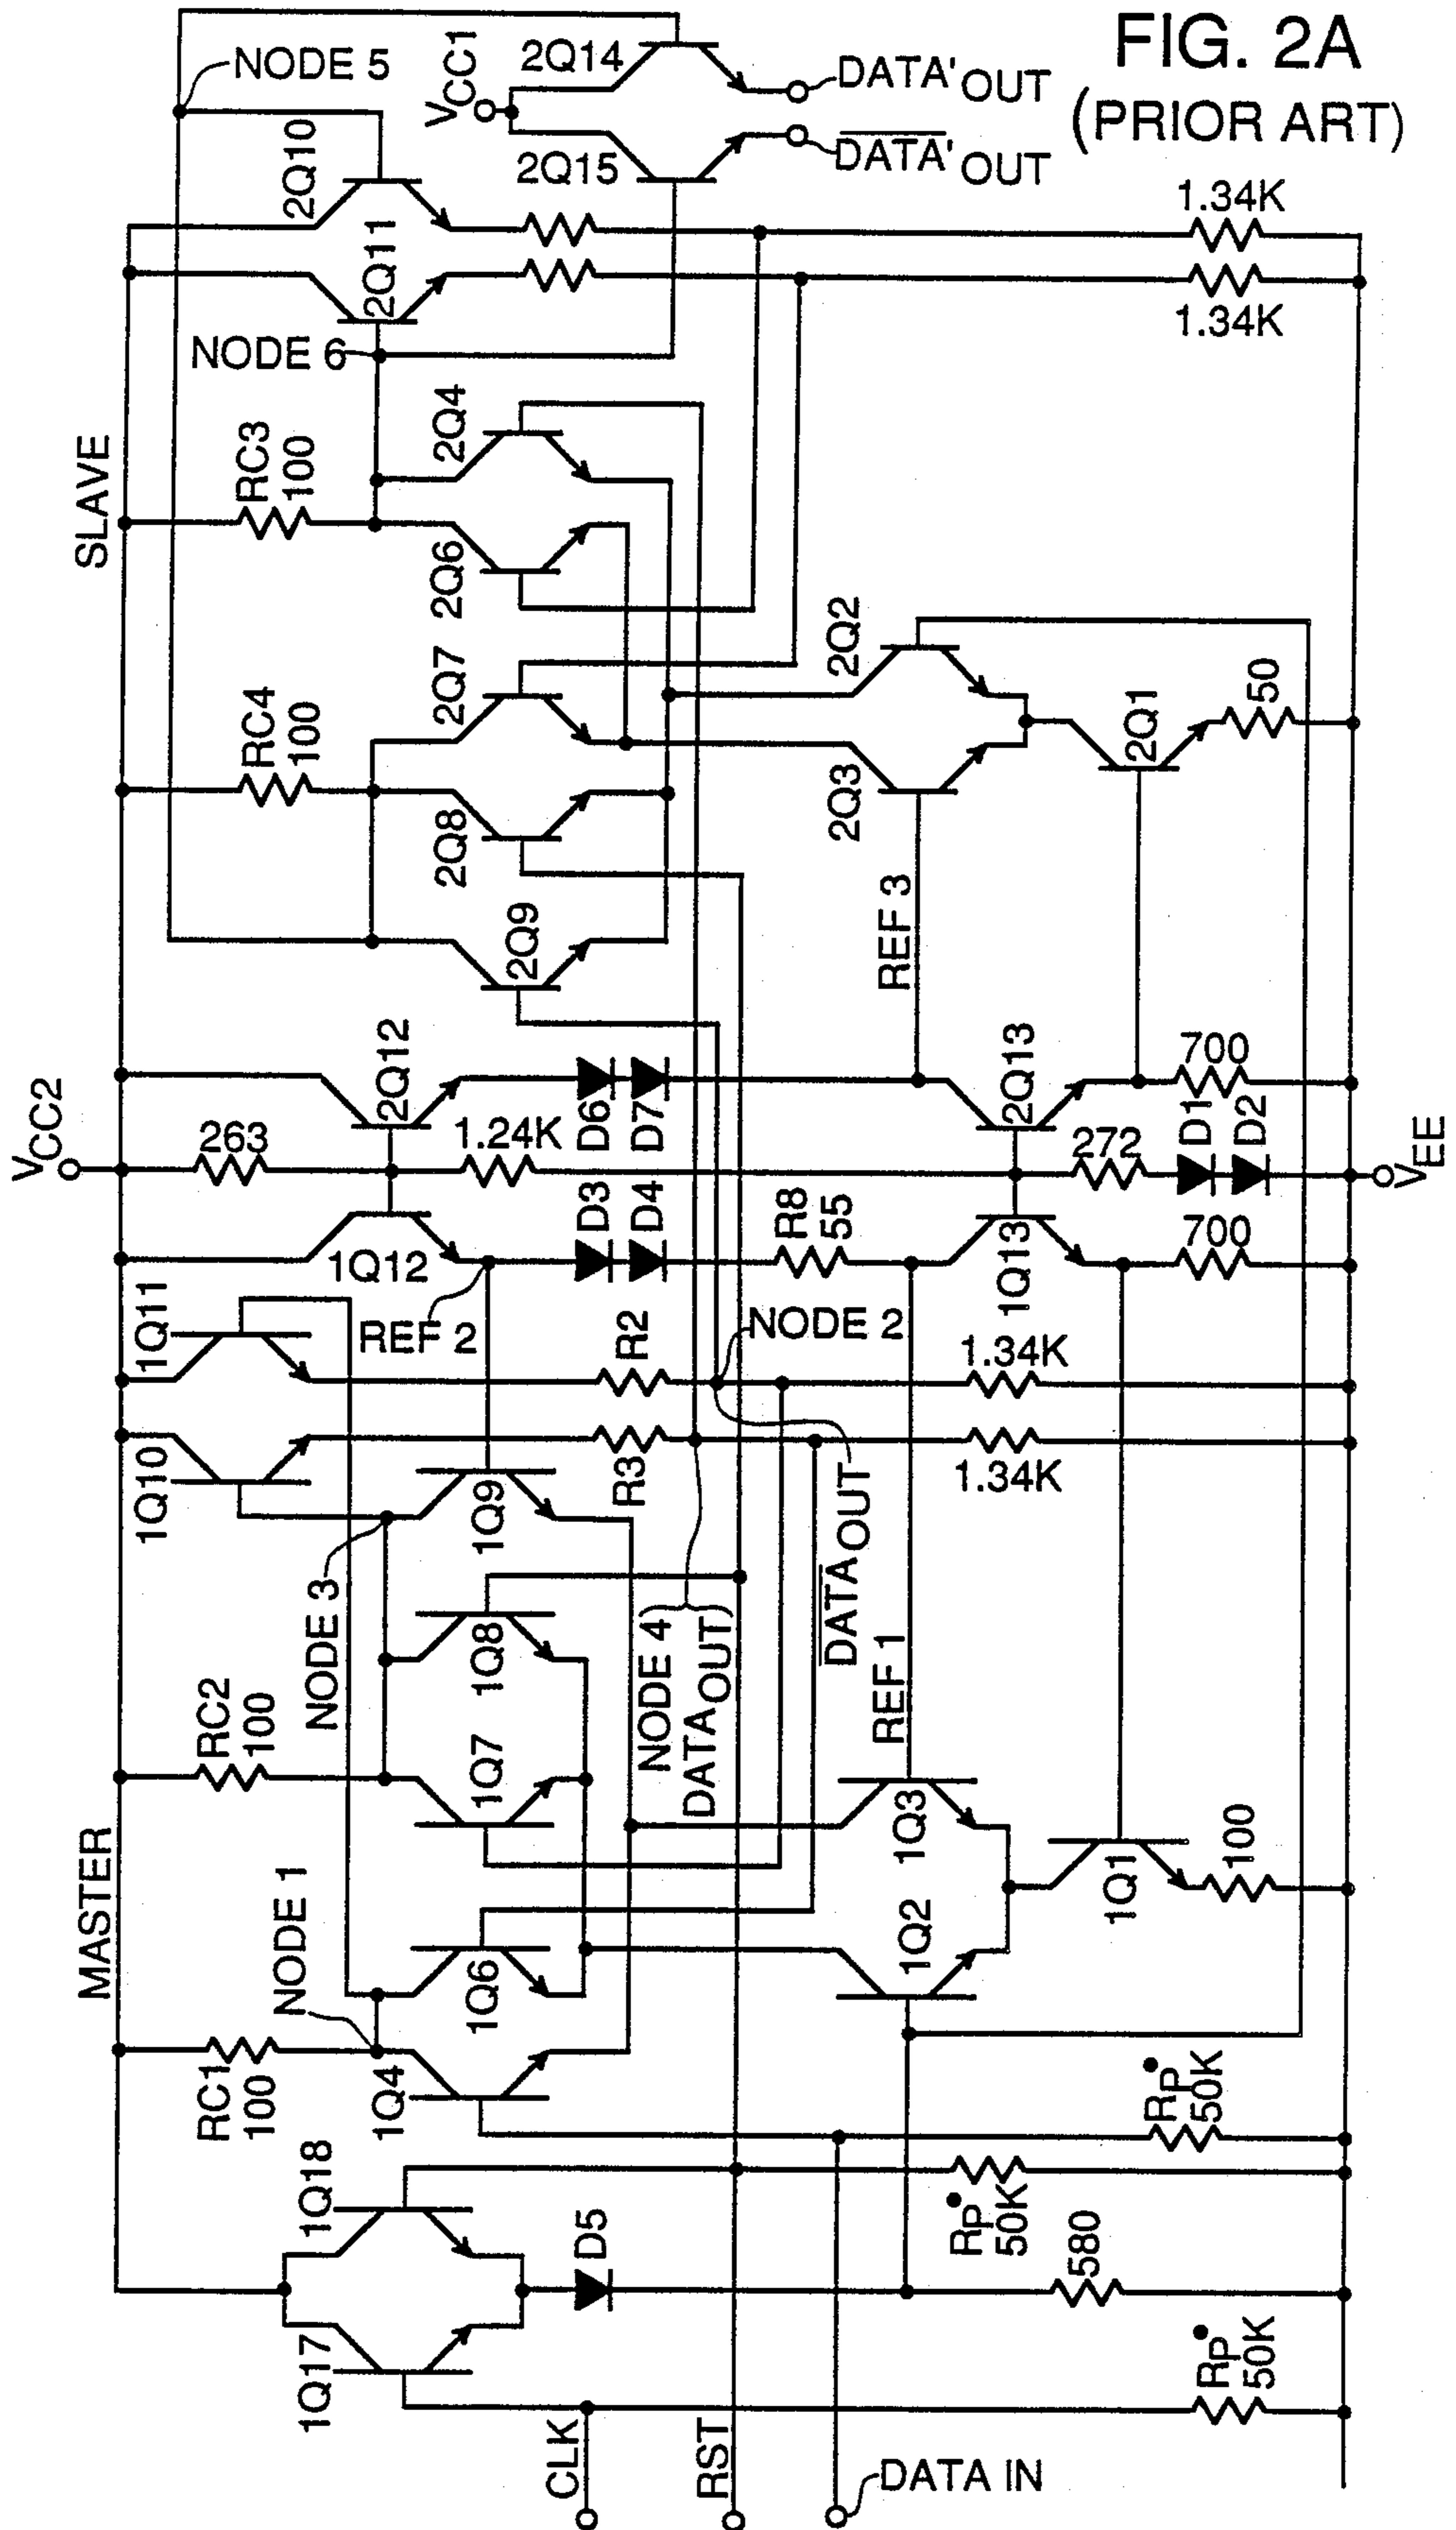 FIG. 2A
(PRIOR ART)
NODE 5
VCC1
2Q14
DATA'OUT
DATA'OUT
2Q15
2Q10
2Q11
1.34K
1.34K
NODE 6
SLAVE
RC3
100
2Q4
2Q6
2Q7
2Q2
RC4
100
2Q8
2Q3
2Q1
50
2Q9
REF 3
VCC2
263
2Q12
1.24K
D6
D7
2Q13
700
272
D1
D2
VEE
1Q12
D3
D4
R8
55
1Q13
700
1Q11
REF 2
R2
NODE 2
1.34K
1Q10
1Q9
R3
1.34K
DATAOUT
NODE 3
1Q8
NODE 4
DATAOUT
REF 1
RC2
100
1Q7
1Q3
MASTER
NODE 1
1Q6
1Q2
1Q1
100
RC1
100
1Q4
RP•
50K
1Q18
D5
RP•
50K
580
1Q17
RP•
50K
CLK
RST
DATA IN